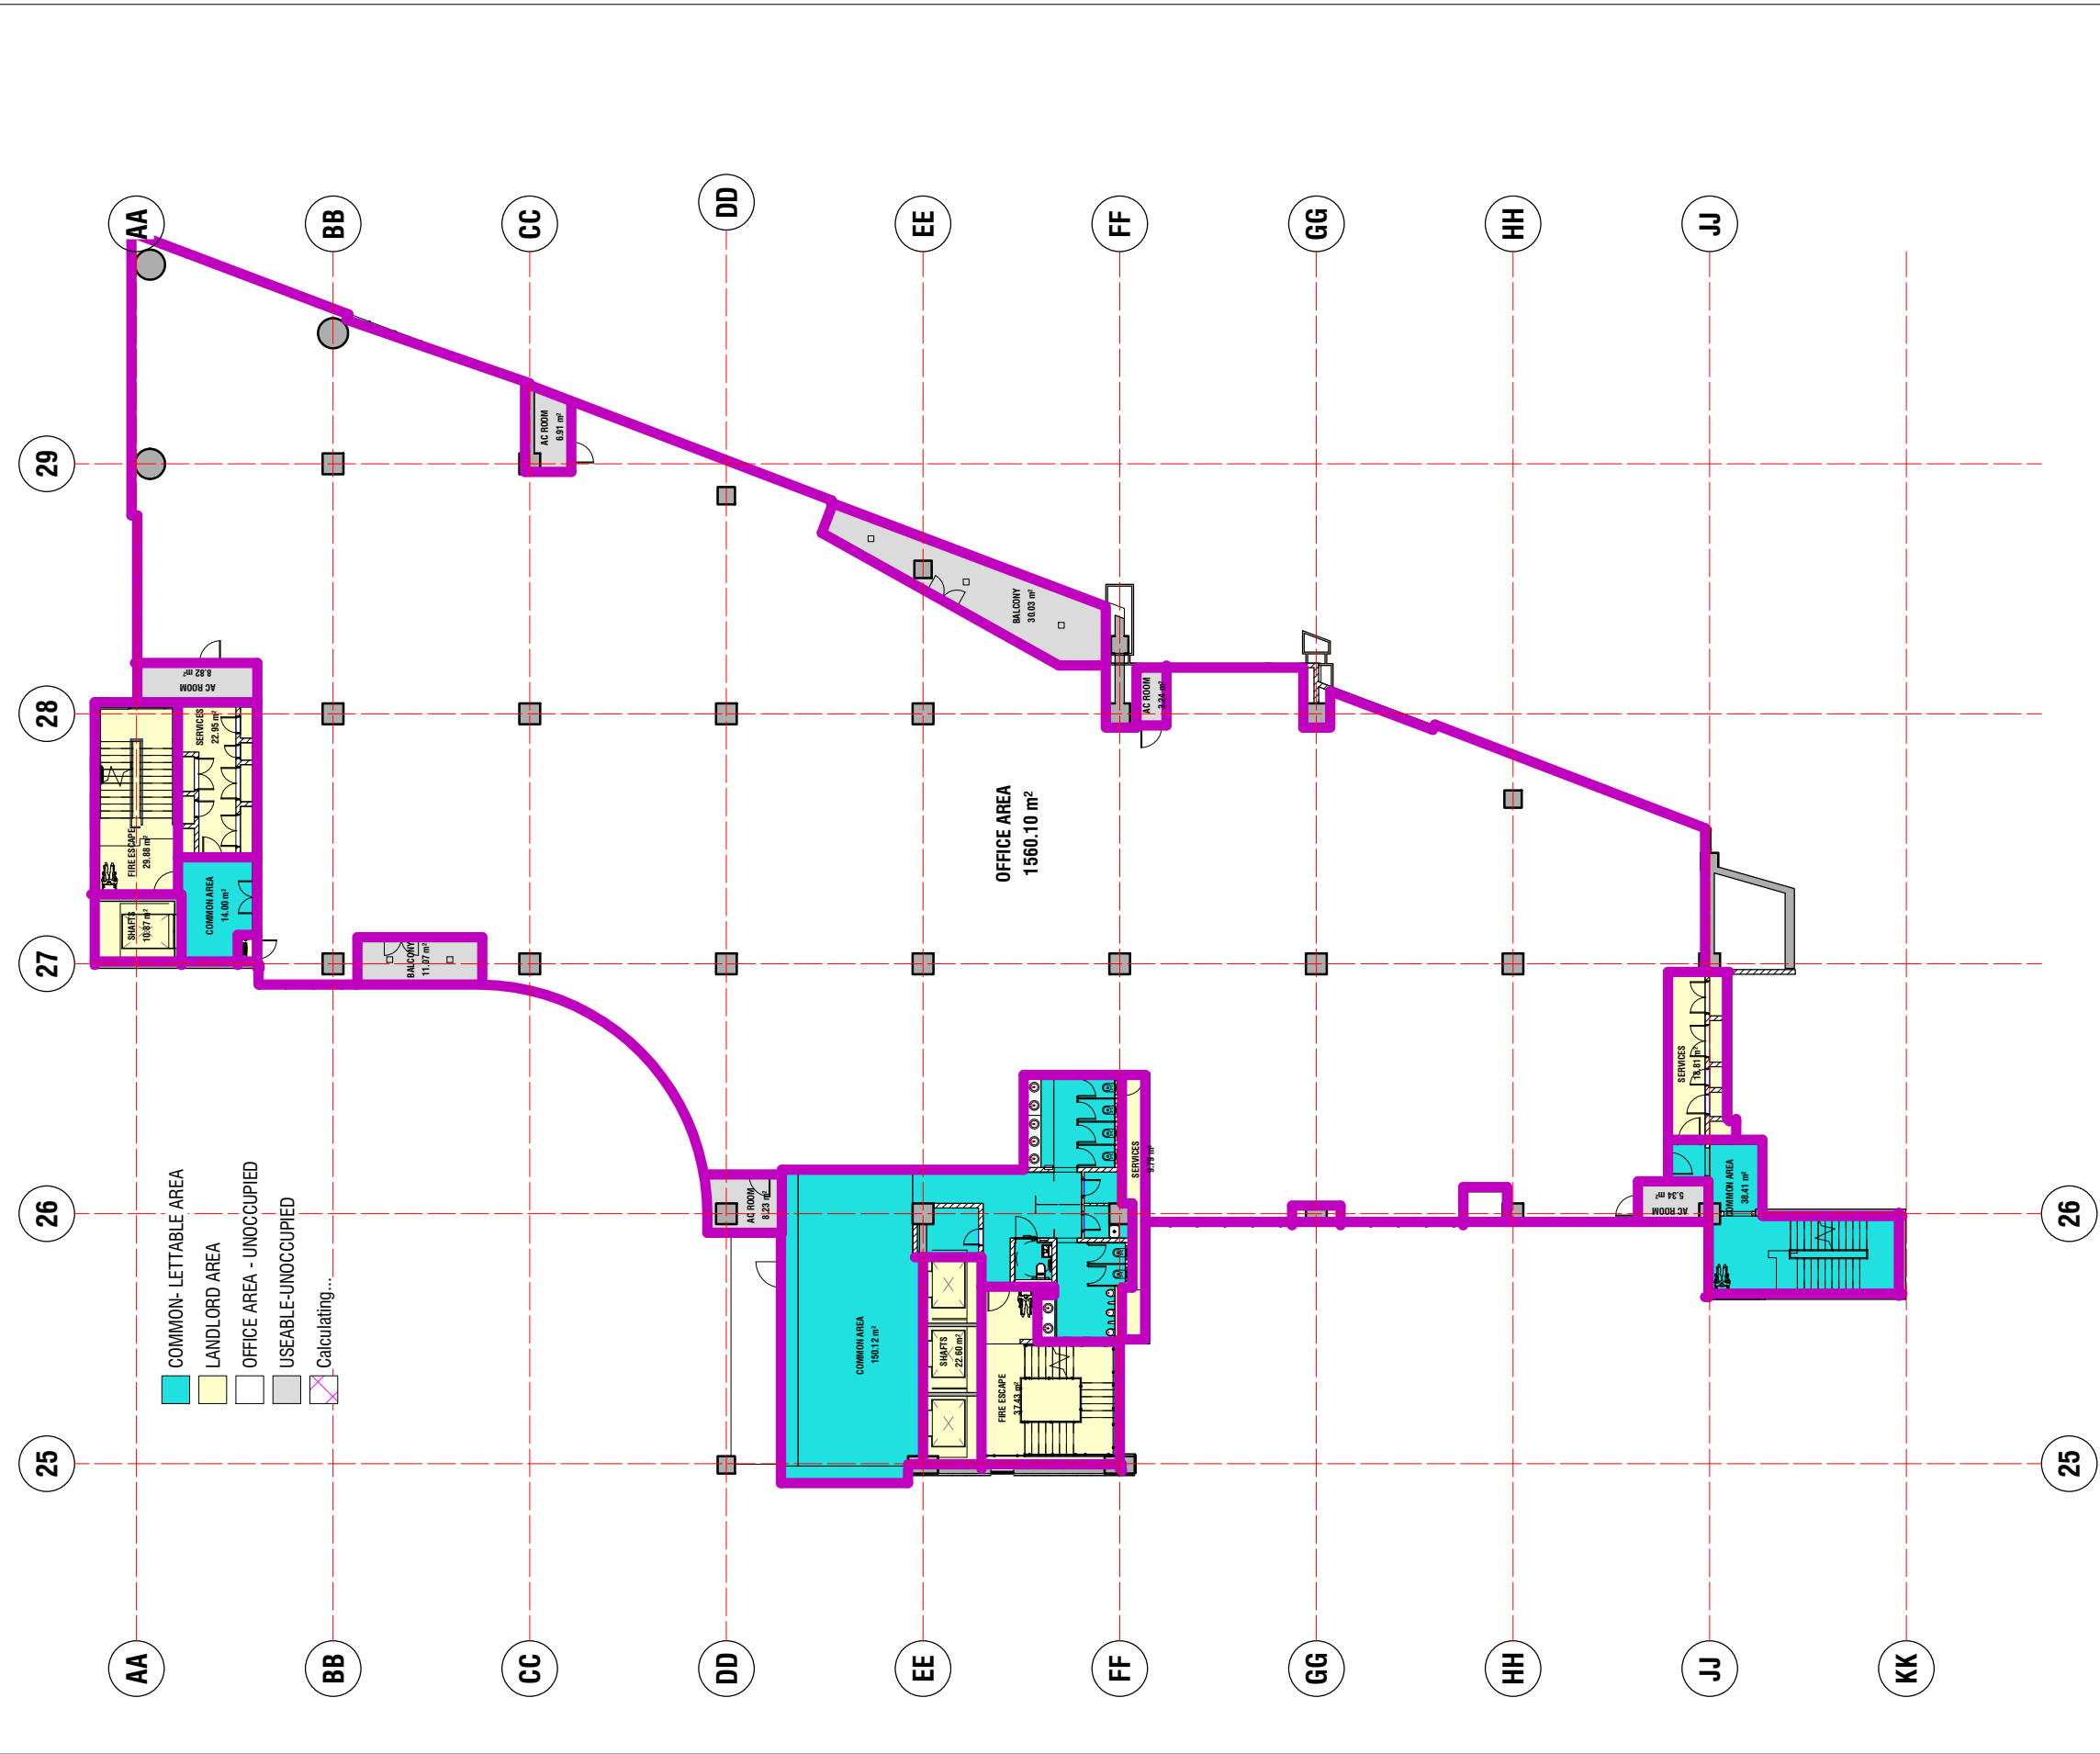 AA
BB
CC
DD
EE
FF
GG
HH
JJ
29
28
27
26
25
26
25
AA
BB
CC
DD
EE
FF
GG
HH
JJ
KK
AC ROOM
6.91 m²
BALCONY
30.03 m²
AC ROOM
8.82 m²
SERVICES
22.95 m²
FIRE ESCAPE
29.88 m²
SHAFTS
10.87 m²
COMMON AREA
14.00 m²
BALCONY
11.07 m²
AC ROOM
3.24 m²
OFFICE AREA
1560.10 m²
SERVICES
18.81 m²
COMMON AREA
38.41 m²
AC ROOM
5.34 m²
AC ROOM
8.23 m²
SERVICES
9.79 m²
COMMON AREA
150.12 m²
SHAFTS
22.60 m²
FIRE ESCAPE
37.43 m²
COMMON- LETTABLE AREA
LANDLORD AREA
OFFICE AREA - UNOCCUPIED
USEABLE-UNOCCUPIED
Calculating...